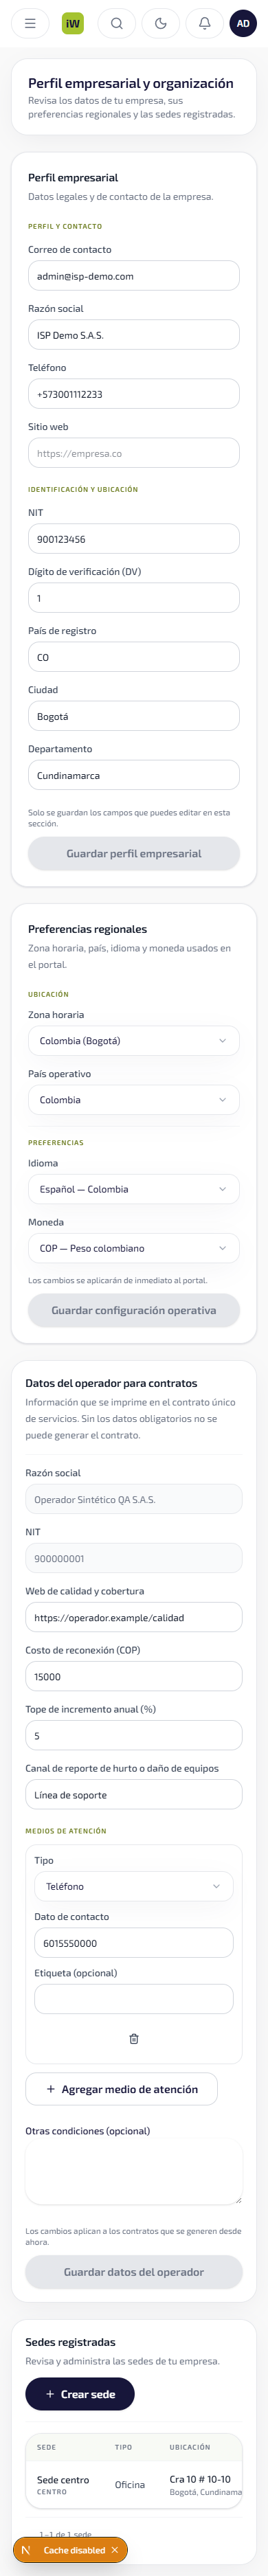 iW
AD
Perfil empresarial y organización
Revisa los datos de tu empresa, sus
preferencias regionales y las sedes registradas.
Perfil empresarial
Datos legales y de contacto de la empresa.
PERFIL Y CONTACTO
Correo de contacto
admin@isp-demo.com
Razón social
ISP Demo S.A.S.
Teléfono
+573001112233
Sitio web
https://empresa.co
IDENTIFICACIÓN Y UBICACIÓN
NIT
900123456
Dígito de verificación (DV)
1
País de registro
CO
Ciudad
Bogotá
Departamento
Cundinamarca
Solo se guardan los campos que puedes editar en esta
sección.
Guardar perfil empresarial
Preferencias regionales
Zona horaria, país, idioma y moneda usados en
el portal.
UBICACIÓN
Zona horaria
Colombia (Bogotá)
País operativo
Colombia
PREFERENCIAS
Idioma
Español — Colombia
Moneda
COP — Peso colombiano
Los cambios se aplicarán de inmediato al portal.
Guardar configuración operativa
Datos del operador para contratos
Información que se imprime en el contrato único
de servicios. Sin los datos obligatorios no se
puede generar el contrato.
Razón social
Operador Sintético QA S.A.S.
NIT
900000001
Web de calidad y cobertura
https://operador.example/calidad
Costo de reconexión (COP)
15000
Tope de incremento anual (%)
5
Canal de reporte de hurto o daño de equipos
Línea de soporte
MEDIOS DE ATENCIÓN
Tipo
Teléfono
Dato de contacto
6015550000
Etiqueta (opcional)
+ Agregar medio de atención
Otras condiciones (opcional)
Los cambios aplican a los contratos que se generen desde
ahora.
Guardar datos del operador
Sedes registradas
Revisa y administra las sedes de tu empresa.
+ Crear sede
SEDE TIPO UBICACIÓN
Sede centro
CENTRO
Oficina
Cra 10 # 10-10
Bogotá, Cundinama
1–1 de 1 sede
N Cache disabled ×